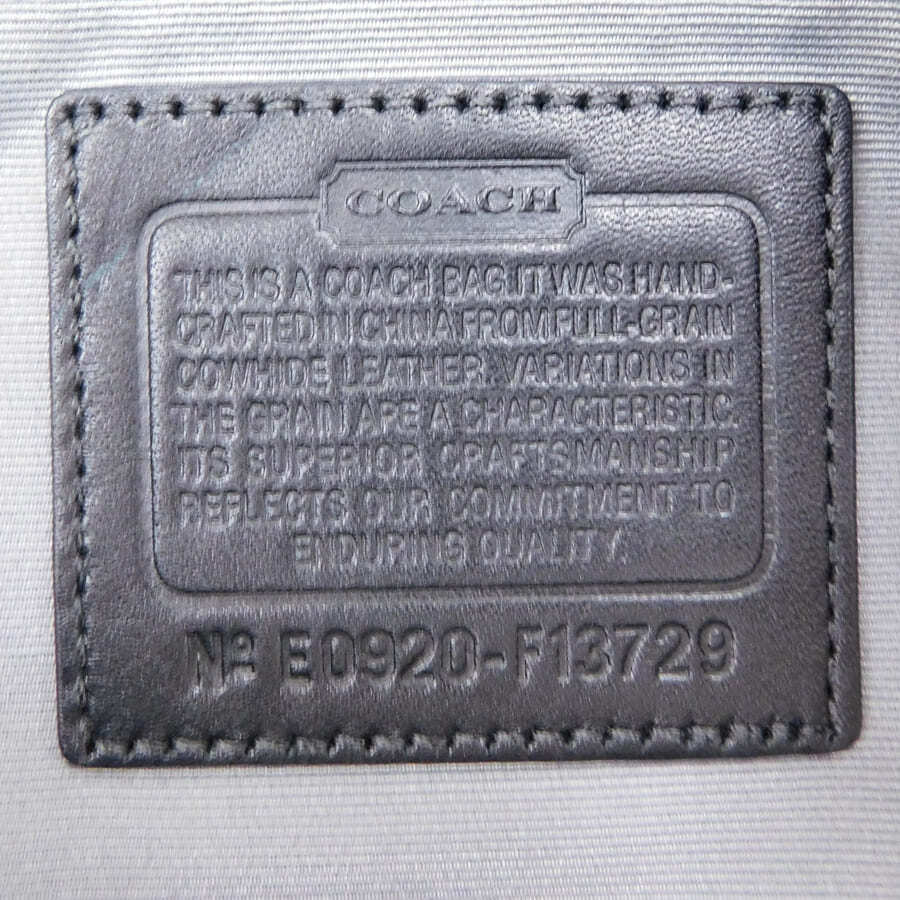 COACH
THIS IS A COACH BAG. IT WAS HAND-
CRAFTED IN CHINA FROM FULL-GRAIN
COWHIDE LEATHER. VARIATIONS IN
THE GRAIN ARE A CHARACTERISTIC.
ITS SUPERIOR CRAFTSMANSHIP
REFLECTS OUR COMMITMENT TO
ENDURING QUALITY.
Nº E0920-F13729